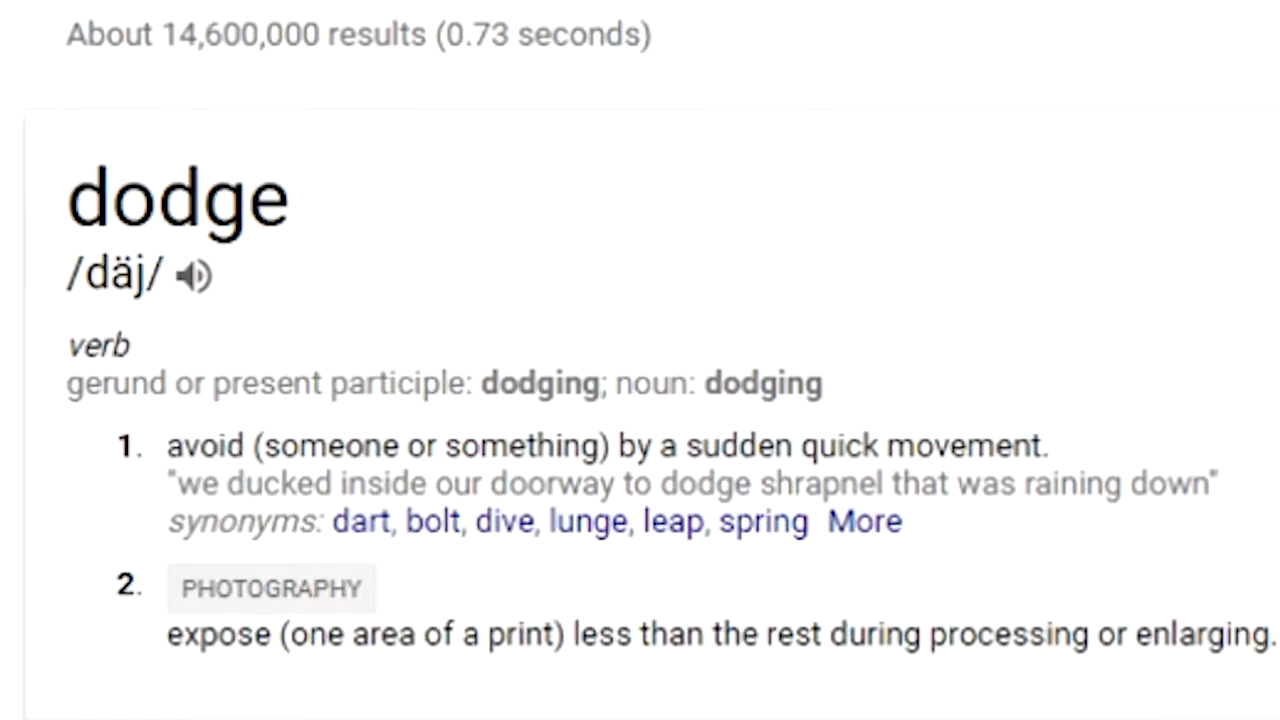 About 14,600,000 results (0.73 seconds)
dodge
/däj/
verb
gerund or present participle: dodging; noun: dodging
1. avoid (someone or something) by a sudden quick movement.
"we ducked inside our doorway to dodge shrapnel that was raining down"
synonyms: dart, bolt, dive, lunge, leap, spring More
2. PHOTOGRAPHY
expose (one area of a print) less than the rest during processing or enlarging.